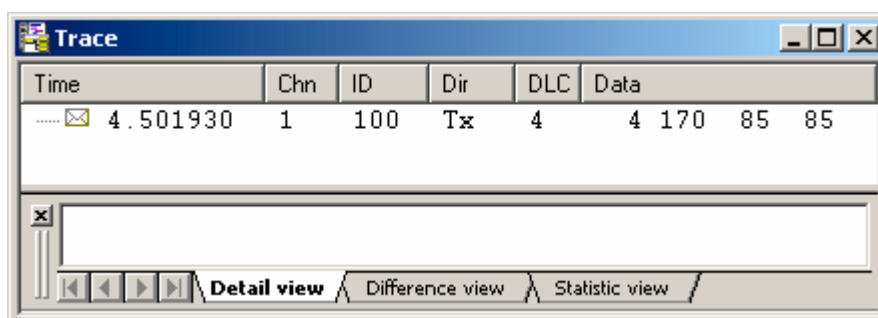 Trace
Time Chn ID Dir DLC Data
4.501930 1 100 Tx 4 4 170 85 85
Detail view Difference view Statistic view